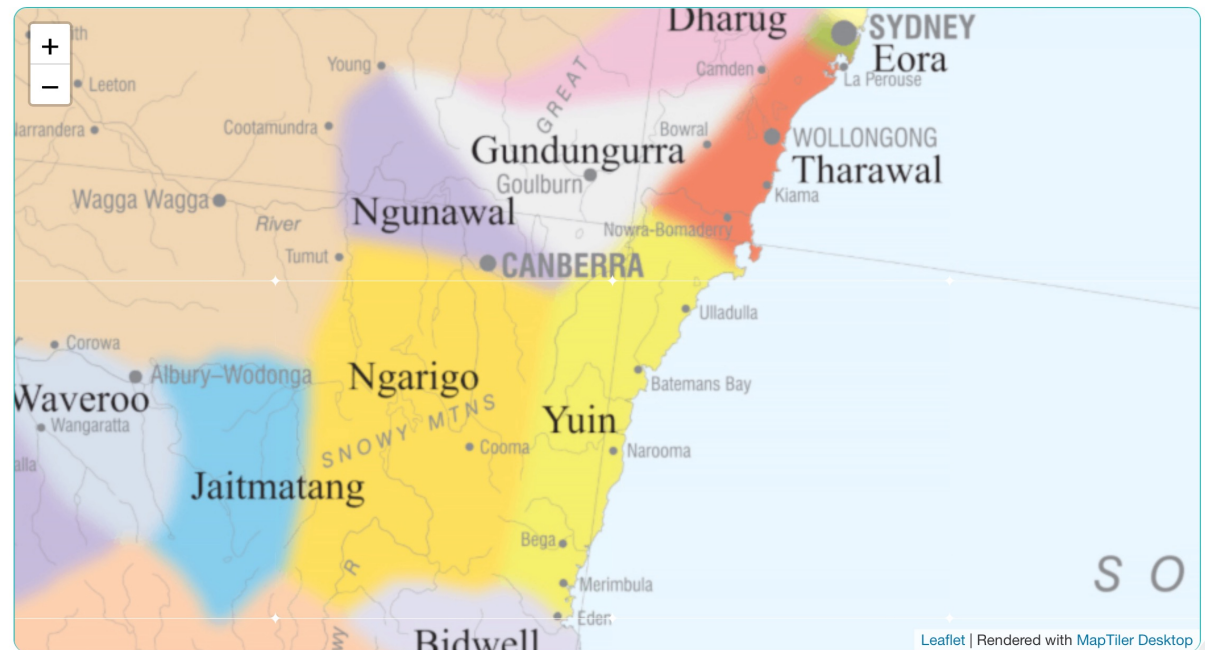 +
−
Dharug
SYDNEY
Eora
La Perouse
Camden
Young
Leeton
GREAT
Cootamundra
Bowral
WOLLONGONG
Gundungurra
Tharawal
Goulburn
Kiama
Wagga Wagga
Ngunawal
River
Nowra-Bomaderry
Tumut
CANBERRA
Ulladulla
Corowa
Albury–Wodonga
Ngarigo
Batemans Bay
Waveroo
SNOWY MTNS
Yuin
Wangaratta
Cooma
Narooma
Jaitmatang
Bega
R
S O
Merimbula
Eden
Bidwell
Leaflet | Rendered with MapTiler Desktop